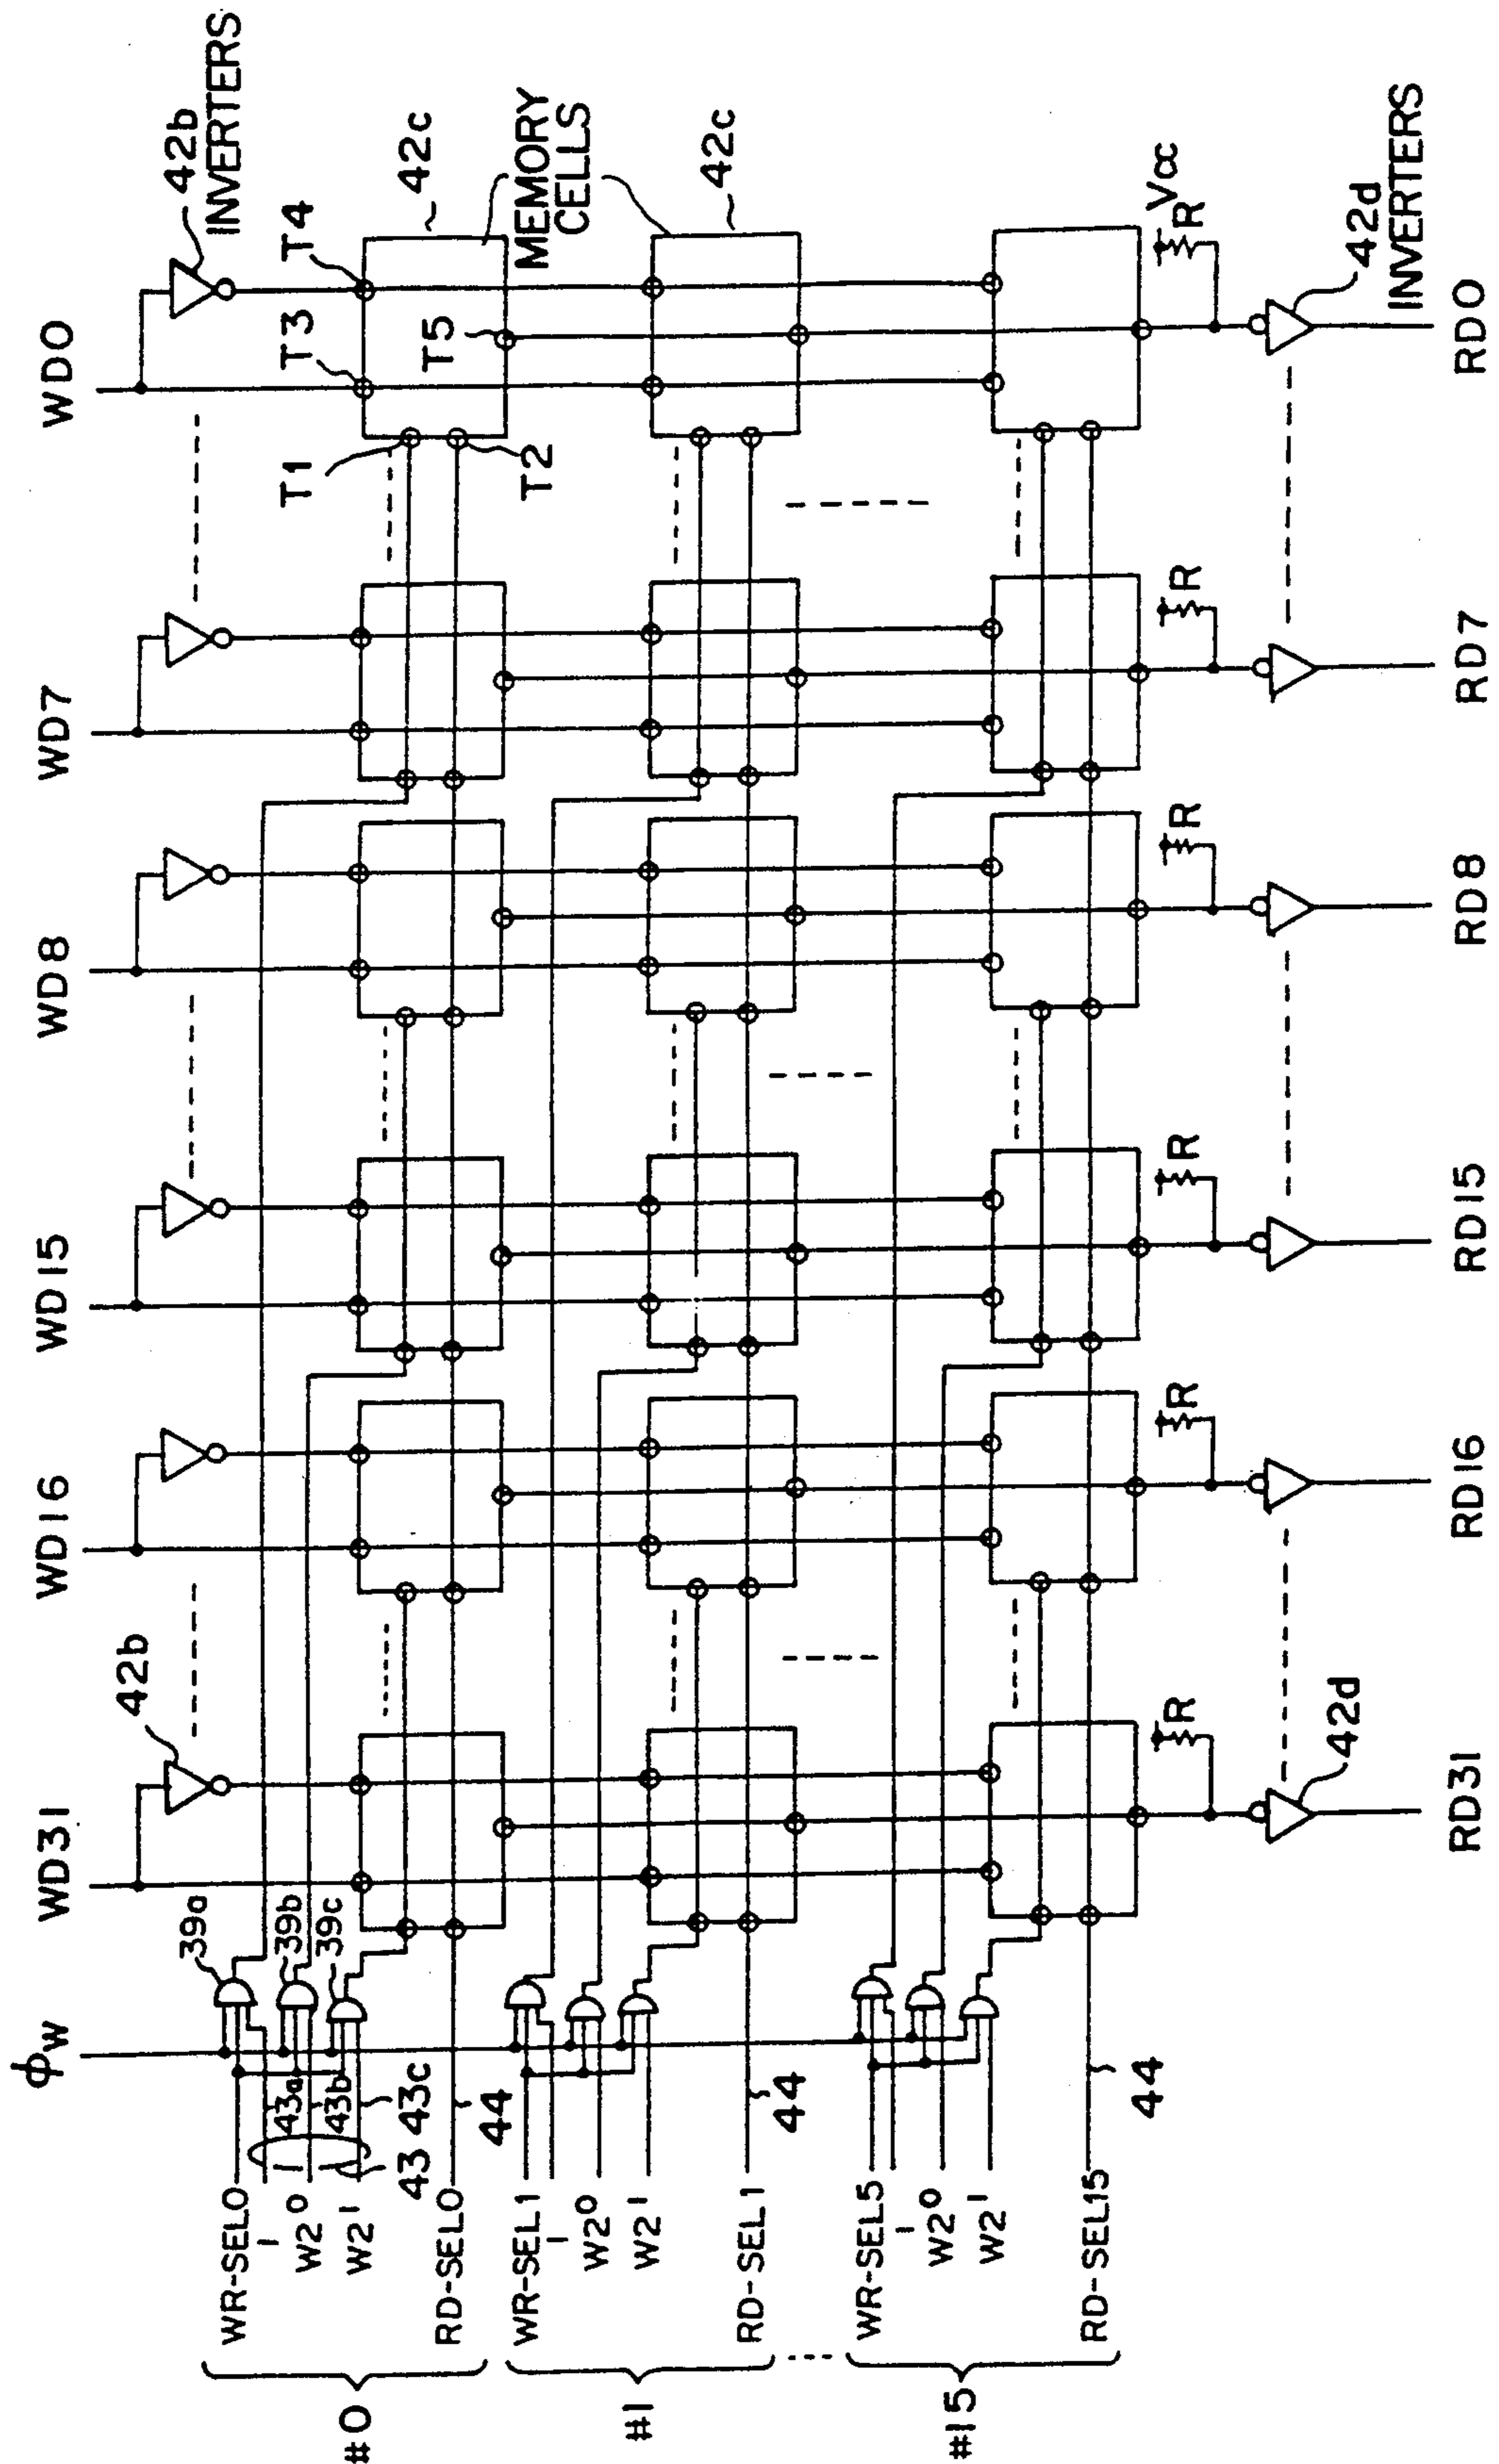 WD31
WD16
WD15
WD8
WD7
WD0
φW
42b
42b
INVERTERS
39a
39b
39c
T3
T4
T1
T2
T5
42c
MEMORY
CELLS
42c
#0
WR-SEL0
1
W2⁰
W2¹
43a
43b
43c
43
RD-SEL0
44
#1
WR-SEL1
1
W2⁰
W2¹
RD-SEL1
44
#15
WR-SEL5
1
W2⁰
W2¹
RD-SEL15
44
R
R
R
R
R
R
Vcc
42d
42d
INVERTERS
RD31
RD16
RD15
RD8
RD7
RD0